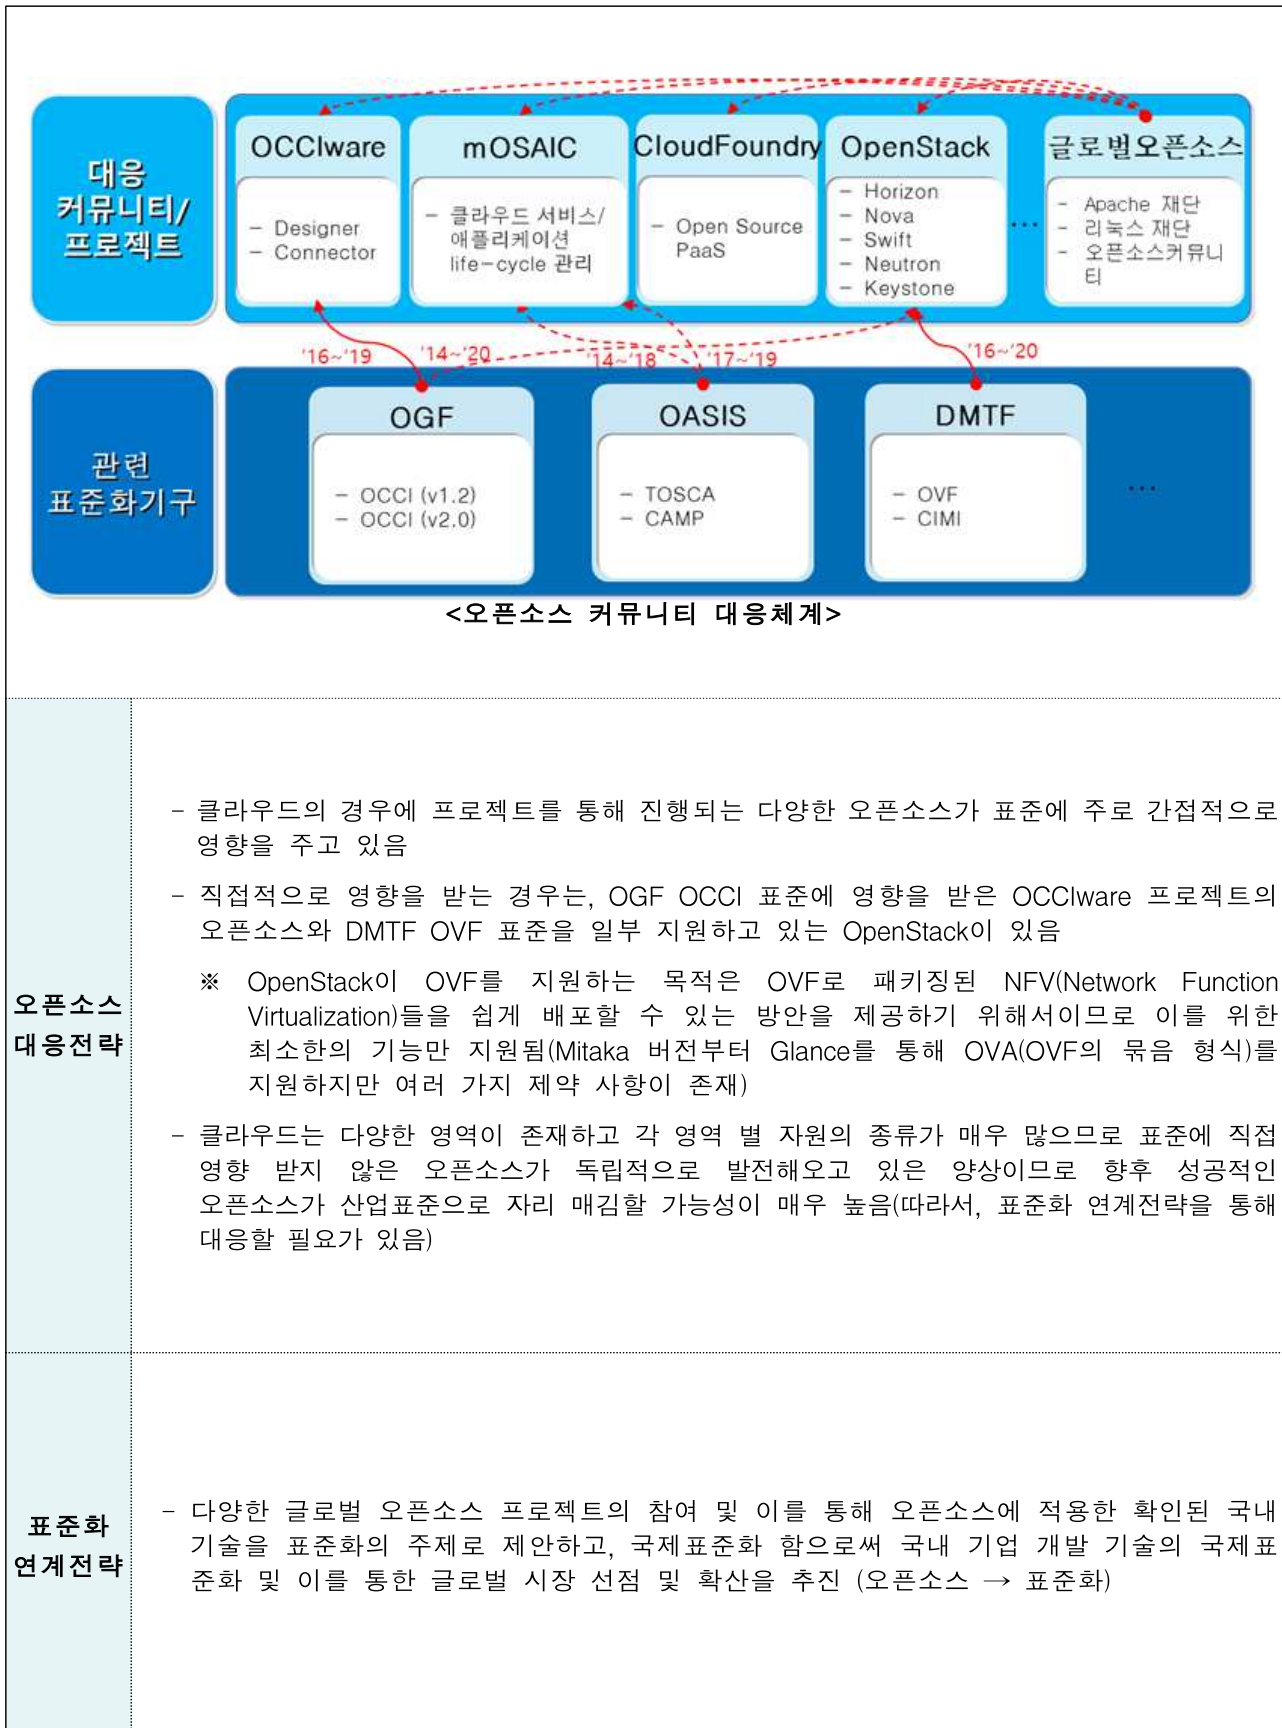 대응
커뮤니티/
프로젝트
OCCIware
- Designer
- Connector
mOSAIC
- 클라우드 서비스/
애플리케이션
life-cycle 관리
CloudFoundry
- Open Source
PaaS
OpenStack
- Horizon
- Nova
- Swift
- Neutron
- Keystone
...
글로벌오픈소스
- Apache 재단
- 리눅스 재단
- 오픈소스커뮤니
티
'16~'19
'14~'20
'14~'18
'17~'19
'16~'20
관련
표준화기구
OGF
- OCCI (v1.2)
- OCCI (v2.0)
OASIS
- TOSCA
- CAMP
DMTF
- OVF
- CIMI
...
<오픈소스 커뮤니티 대응체계>
오픈소스
대응전략
- 클라우드의 경우에 프로젝트를 통해 진행되는 다양한 오픈소스가 표준에 주로 간접적으로
영향을 주고 있음
- 직접적으로 영향을 받는 경우는, OGF OCCI 표준에 영향을 받은 OCCIware 프로젝트의
오픈소스와 DMTF OVF 표준을 일부 지원하고 있는 OpenStack이 있음
※ OpenStack이 OVF를 지원하는 목적은 OVF로 패키징된 NFV(Network Function
Virtualization)들을 쉽게 배포할 수 있는 방안을 제공하기 위해서이므로 이를 위한
최소한의 기능만 지원됨(Mitaka 버전부터 Glance를 통해 OVA(OVF의 묶음 형식)를
지원하지만 여러 가지 제약 사항이 존재)
- 클라우드는 다양한 영역이 존재하고 각 영역 별 자원의 종류가 매우 많으므로 표준에 직접
영향 받지 않은 오픈소스가 독립적으로 발전해오고 있은 양상이므로 향후 성공적인
오픈소스가 산업표준으로 자리 매김할 가능성이 매우 높음(따라서, 표준화 연계전략을 통해
대응할 필요가 있음)
표준화
연계전략
- 다양한 글로벌 오픈소스 프로젝트의 참여 및 이를 통해 오픈소스에 적용한 확인된 국내
기술을 표준화의 주제로 제안하고, 국제표준화 함으로써 국내 기업 개발 기술의 국제표
준화 및 이를 통한 글로벌 시장 선점 및 확산을 추진 (오픈소스 → 표준화)